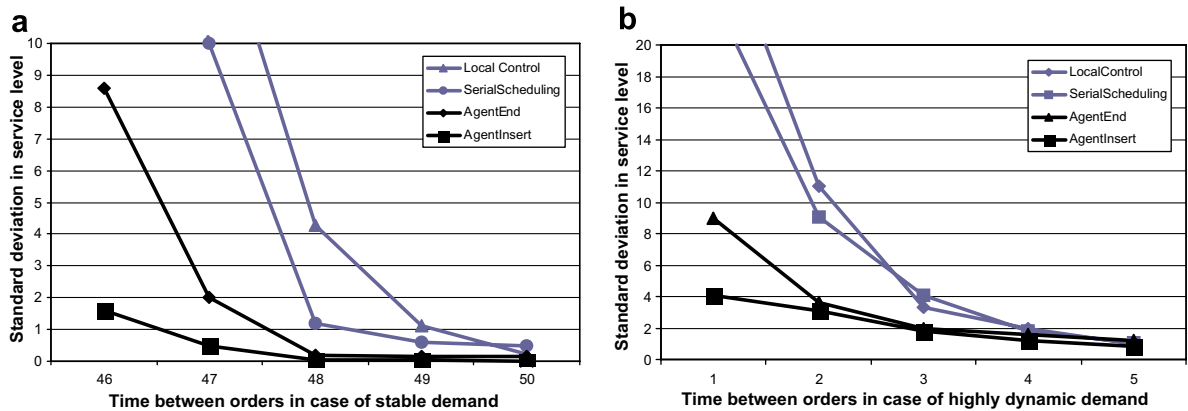 a
Standard deviation in service level
10
9
8
7
6
5
4
3
2
1
0
Local Control
SerialScheduling
AgentEnd
AgentInsert
46 47 48 49 50
Time between orders in case of stable demand
b
Standard deviation in service level
20
18
16
14
12
10
8
6
4
2
0
LocalControl
SerialScheduling
AgentEnd
AgentInsert
1 2 3 4 5
Time between orders in case of highly dynamic demand